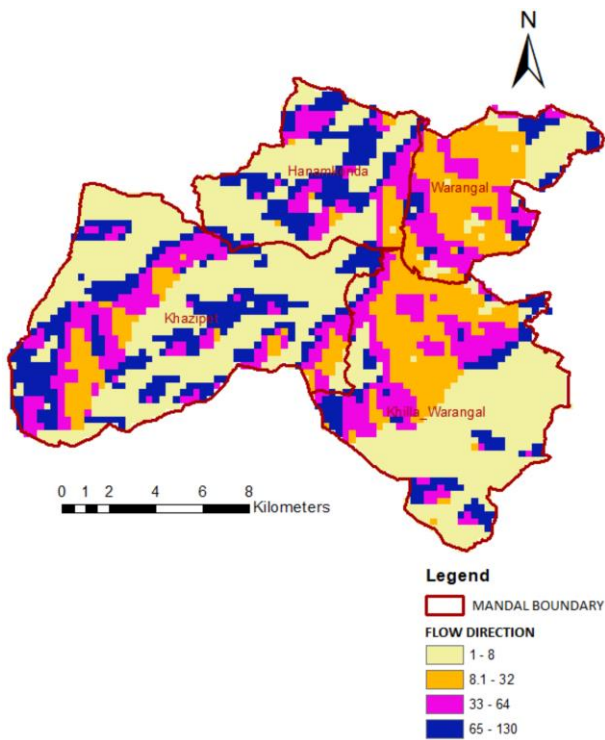 N
Hanamkonda
Warangal
Khazipet
Khilla_Warangal
0 1 2 4 6 8
Kilometers
Legend
MANDAL BOUNDARY
FLOW DIRECTION
1 - 8
8.1 - 32
33 - 64
65 - 130